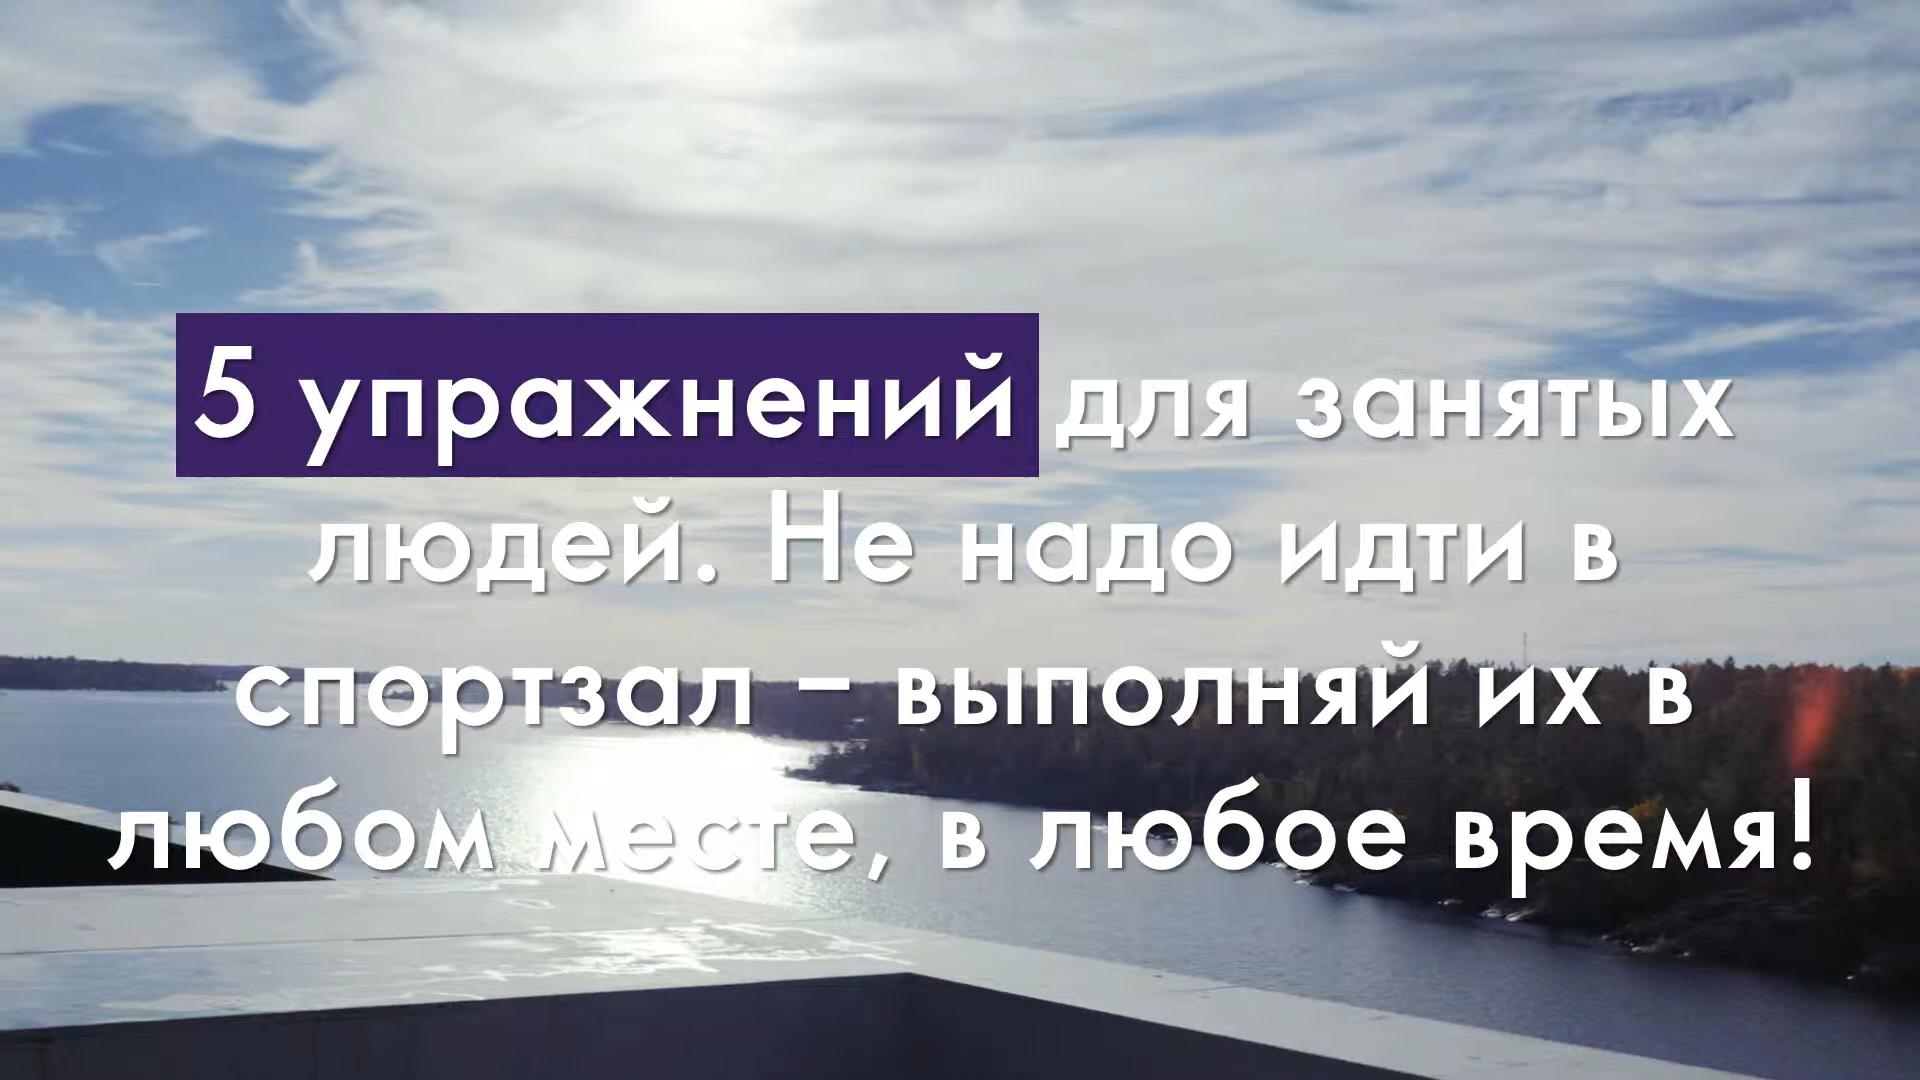 5 упражнений для занятых
людей. Не надо идти в
спортзал – выполняй их в
любом месте, в любое время!